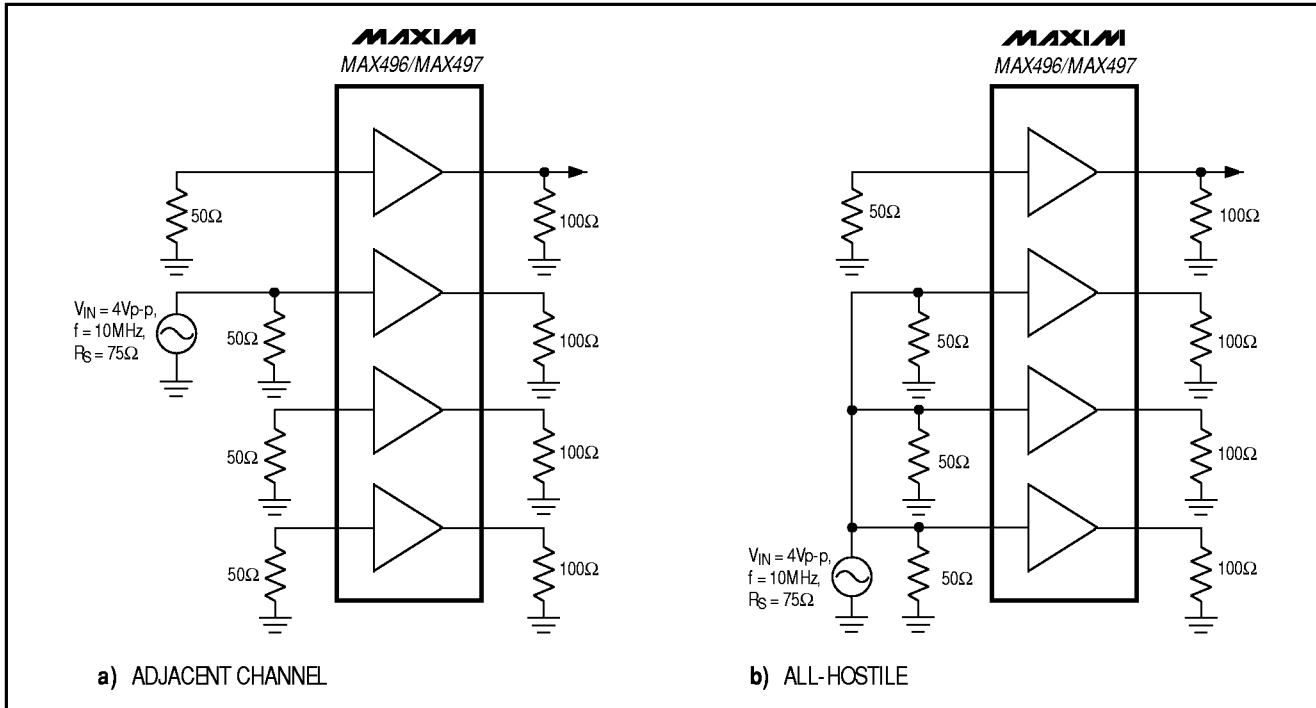 MAXIM
MAX496/MAX497
50Ω
100Ω
VIN = 4Vp-p,
f = 10MHz,
RS = 75Ω
50Ω
100Ω
50Ω
100Ω
50Ω
100Ω
a) ADJACENT CHANNEL
MAXIM
MAX496/MAX497
50Ω
100Ω
50Ω
100Ω
50Ω
100Ω
VIN = 4Vp-p,
f = 10MHz,
RS = 75Ω
50Ω
100Ω
b) ALL-HOSTILE